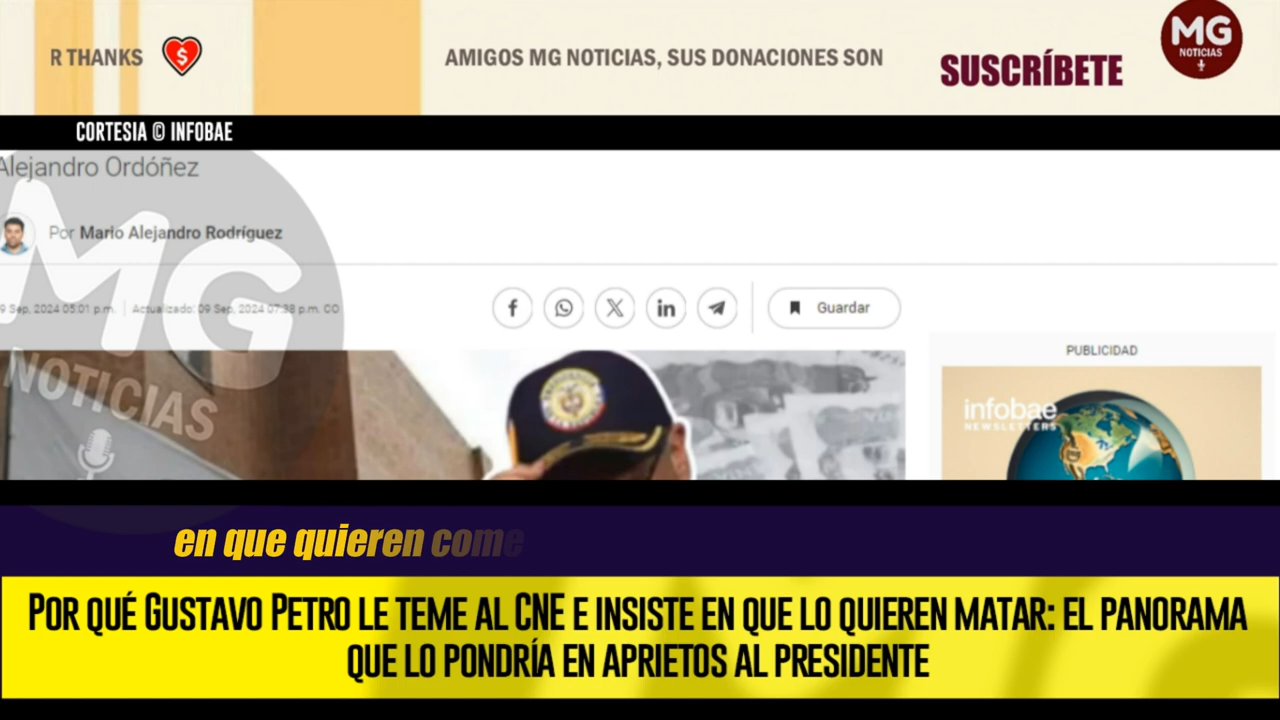 R THANKS
AMIGOS MG NOTICIAS, SUS DONACIONES SON
SUSCRÍBETE
MG
NOTICIAS
CORTESIA © INFOBAE
Alejandro Ordóñez
Por Mario Alejandro Rodríguez
9 Sep, 2024 05:01 p.m. | Actualizado: 09 Sep, 2024 07:38 p.m. CO
Guardar
PUBLICIDAD
MG
NOTICIAS
infobae
NEWSLETTERS
en que quieren come
POR QUÉ GUSTAVO PETRO LE TEME AL CNE E INSISTE EN QUE LO QUIEREN MATAR: EL PANORAMA
QUE LO PONDRÍA EN APRIETOS AL PRESIDENTE